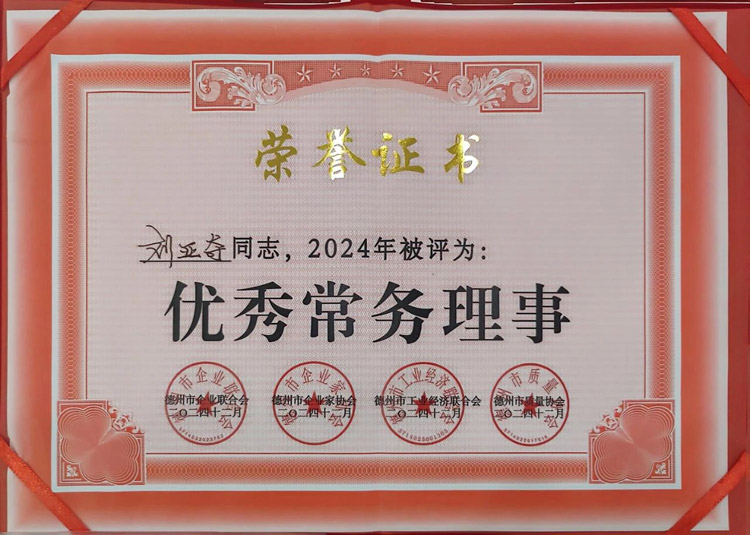 荣誉证书
刘亚奇同志，2024年被评为：
优秀常务理事
德州市企业联合会 德州市企业家协会 德州市工业经济联合会 德州市质量协会
二〇二四十二月 二〇二四十二月 二〇二四十二月 二〇二四十二月